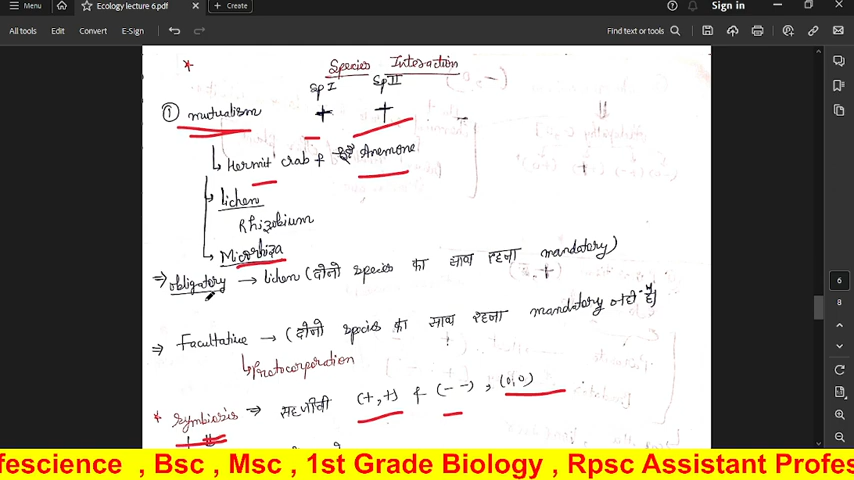 Menu
Ecology lecture 6.pdf
Create
Sign in
All tools Edit Convert E-Sign
Find text or tools
Species Interaction
Sp I Sp II
① mutualism + +
Hermit crab & Anemone
lichen
Rhizobium
Microrhiza
⇒ obligatory → lichen (दोनो species का साथ रहना mandatory)
⇒ Facultative → (दोनो species का साथ रहना mandatory नही है)
Protocorporation
* Symbiosis ⇒ सहजीवी (+,+) & (- -), (0,0)
6
8
fescience , Bsc , Msc , 1st Grade Biology , Rpsc Assistant Profes